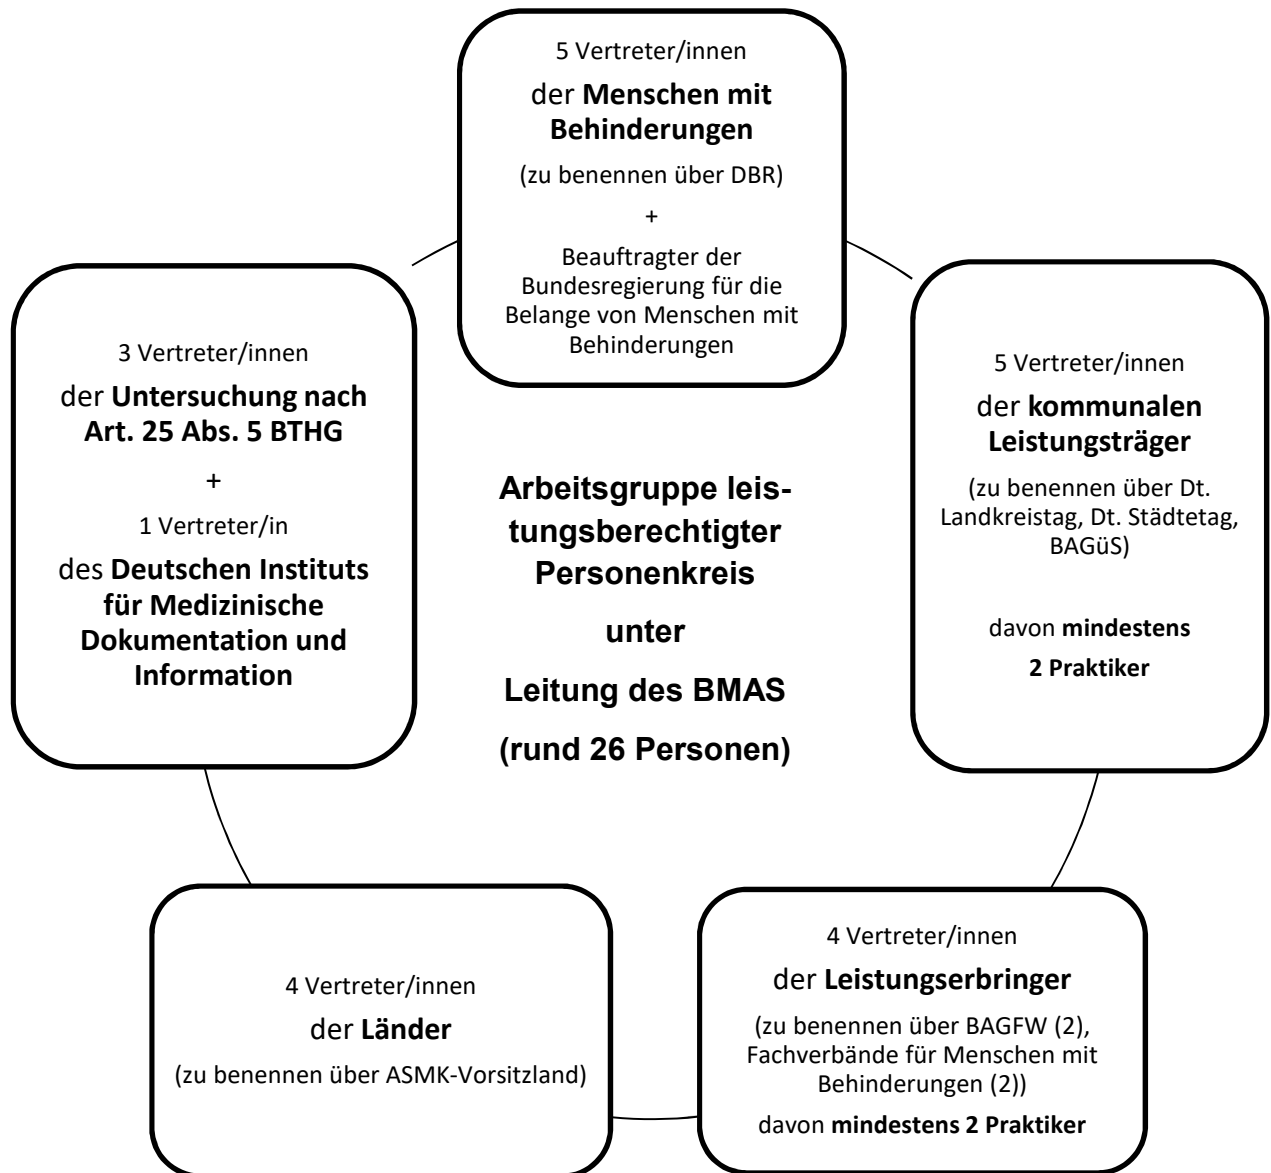 5 Vertreter/innen
der Menschen mit
Behinderungen
(zu benennen über DBR)
+
Beauftragter der
Bundesregierung für die
Belange von Menschen mit
Behinderungen
3 Vertreter/innen
der Untersuchung nach
Art. 25 Abs. 5 BTHG
+
1 Vertreter/in
des Deutschen Instituts
für Medizinische
Dokumentation und
Information
Arbeitsgruppe leis-
tungsberechtigter
Personenkreis
unter
Leitung des BMAS
(rund 26 Personen)
5 Vertreter/innen
der kommunalen
Leistungsträger
(zu benennen über Dt.
Landkreistag, Dt. Städtetag,
BAGüS)
davon mindestens
2 Praktiker
4 Vertreter/innen
der Länder
(zu benennen über ASMK-Vorsitzland)
4 Vertreter/innen
der Leistungserbringer
(zu benennen über BAGFW (2),
Fachverbände für Menschen mit
Behinderungen (2))
davon mindestens 2 Praktiker